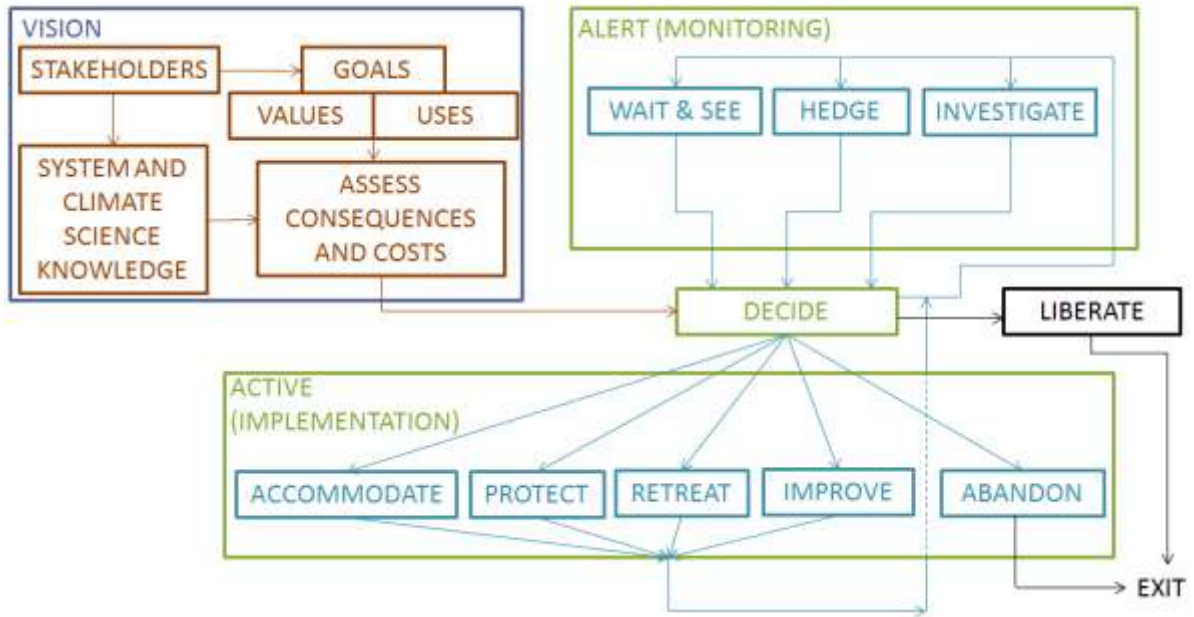 VISION
STAKEHOLDERS
GOALS
VALUES
USES
SYSTEM AND
CLIMATE
SCIENCE
KNOWLEDGE
ASSESS
CONSEQUENCES
AND COSTS
ALERT (MONITORING)
WAIT & SEE
HEDGE
INVESTIGATE
DECIDE
LIBERATE
ACTIVE
(IMPLEMENTATION)
ACCOMMODATE
PROTECT
RETREAT
IMPROVE
ABANDON
EXIT